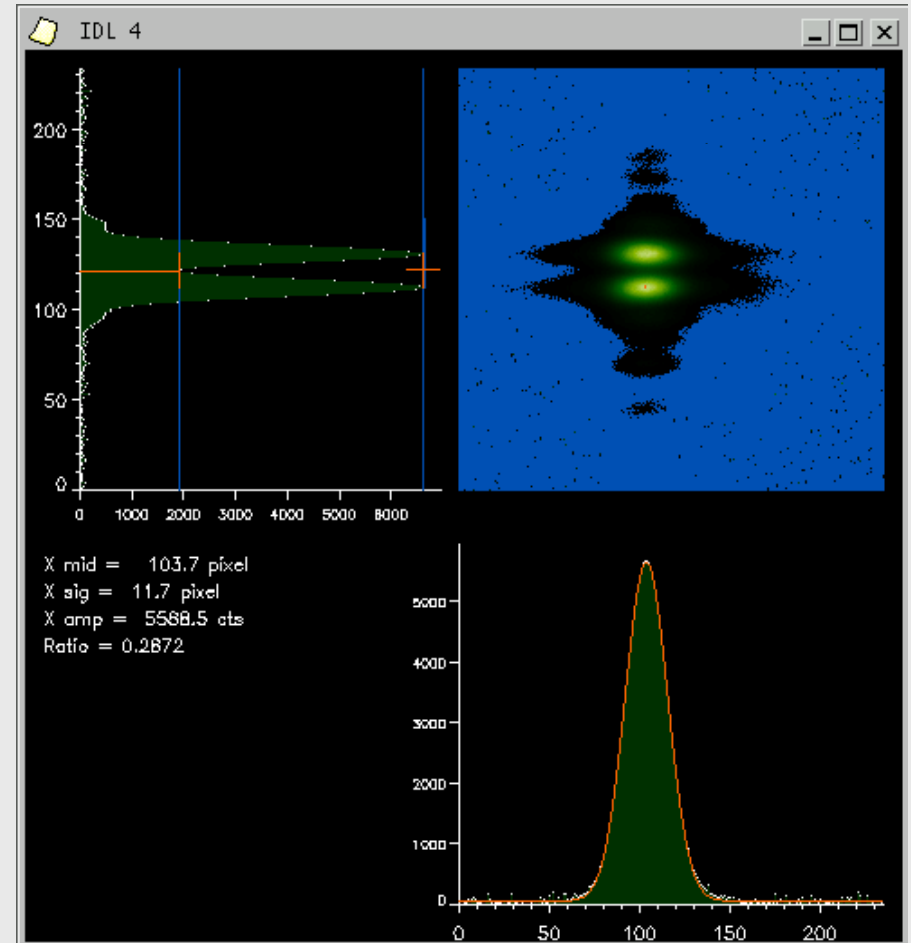 IDL 4
200
150
100
50
0
0 1000 2000 3000 4000 5000 6000
X mid = 103.7 pixel
X sig = 11.7 pixel
X amp = 5588.5 cts
Ratio = 0.2872
5000
4000
3000
2000
1000
0
0 50 100 150 200